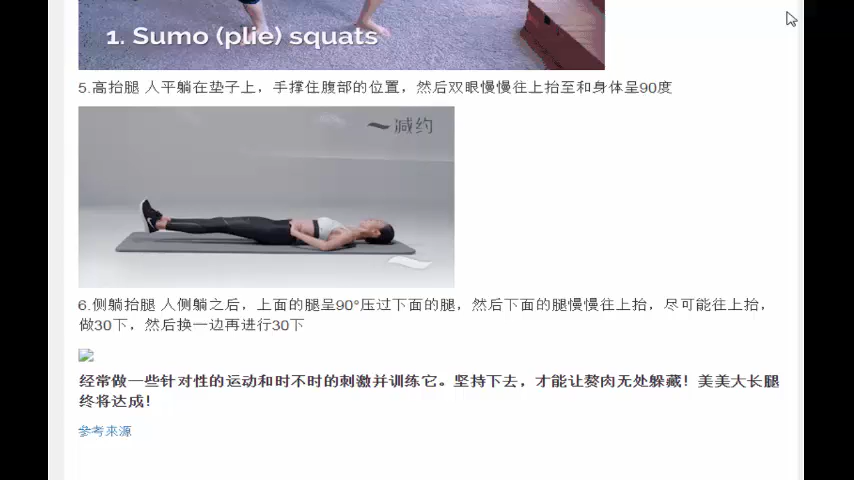 1. Sumo (plie) squats
5.高抬腿 人平躺在垫子上，手撑住腹部的位置，然后双眼慢慢往上抬至和身体呈90度
减约
6.侧躺抬腿 人侧躺之后，上面的腿呈90°压过下面的腿，然后下面的腿慢慢往上抬，尽可能往上抬，
做30下，然后换一边再进行30下
经常做一些针对性的运动和时不时的刺激并训练它。坚持下去，才能让赘肉无处躲藏！美美大长腿
终将达成！
参考来源